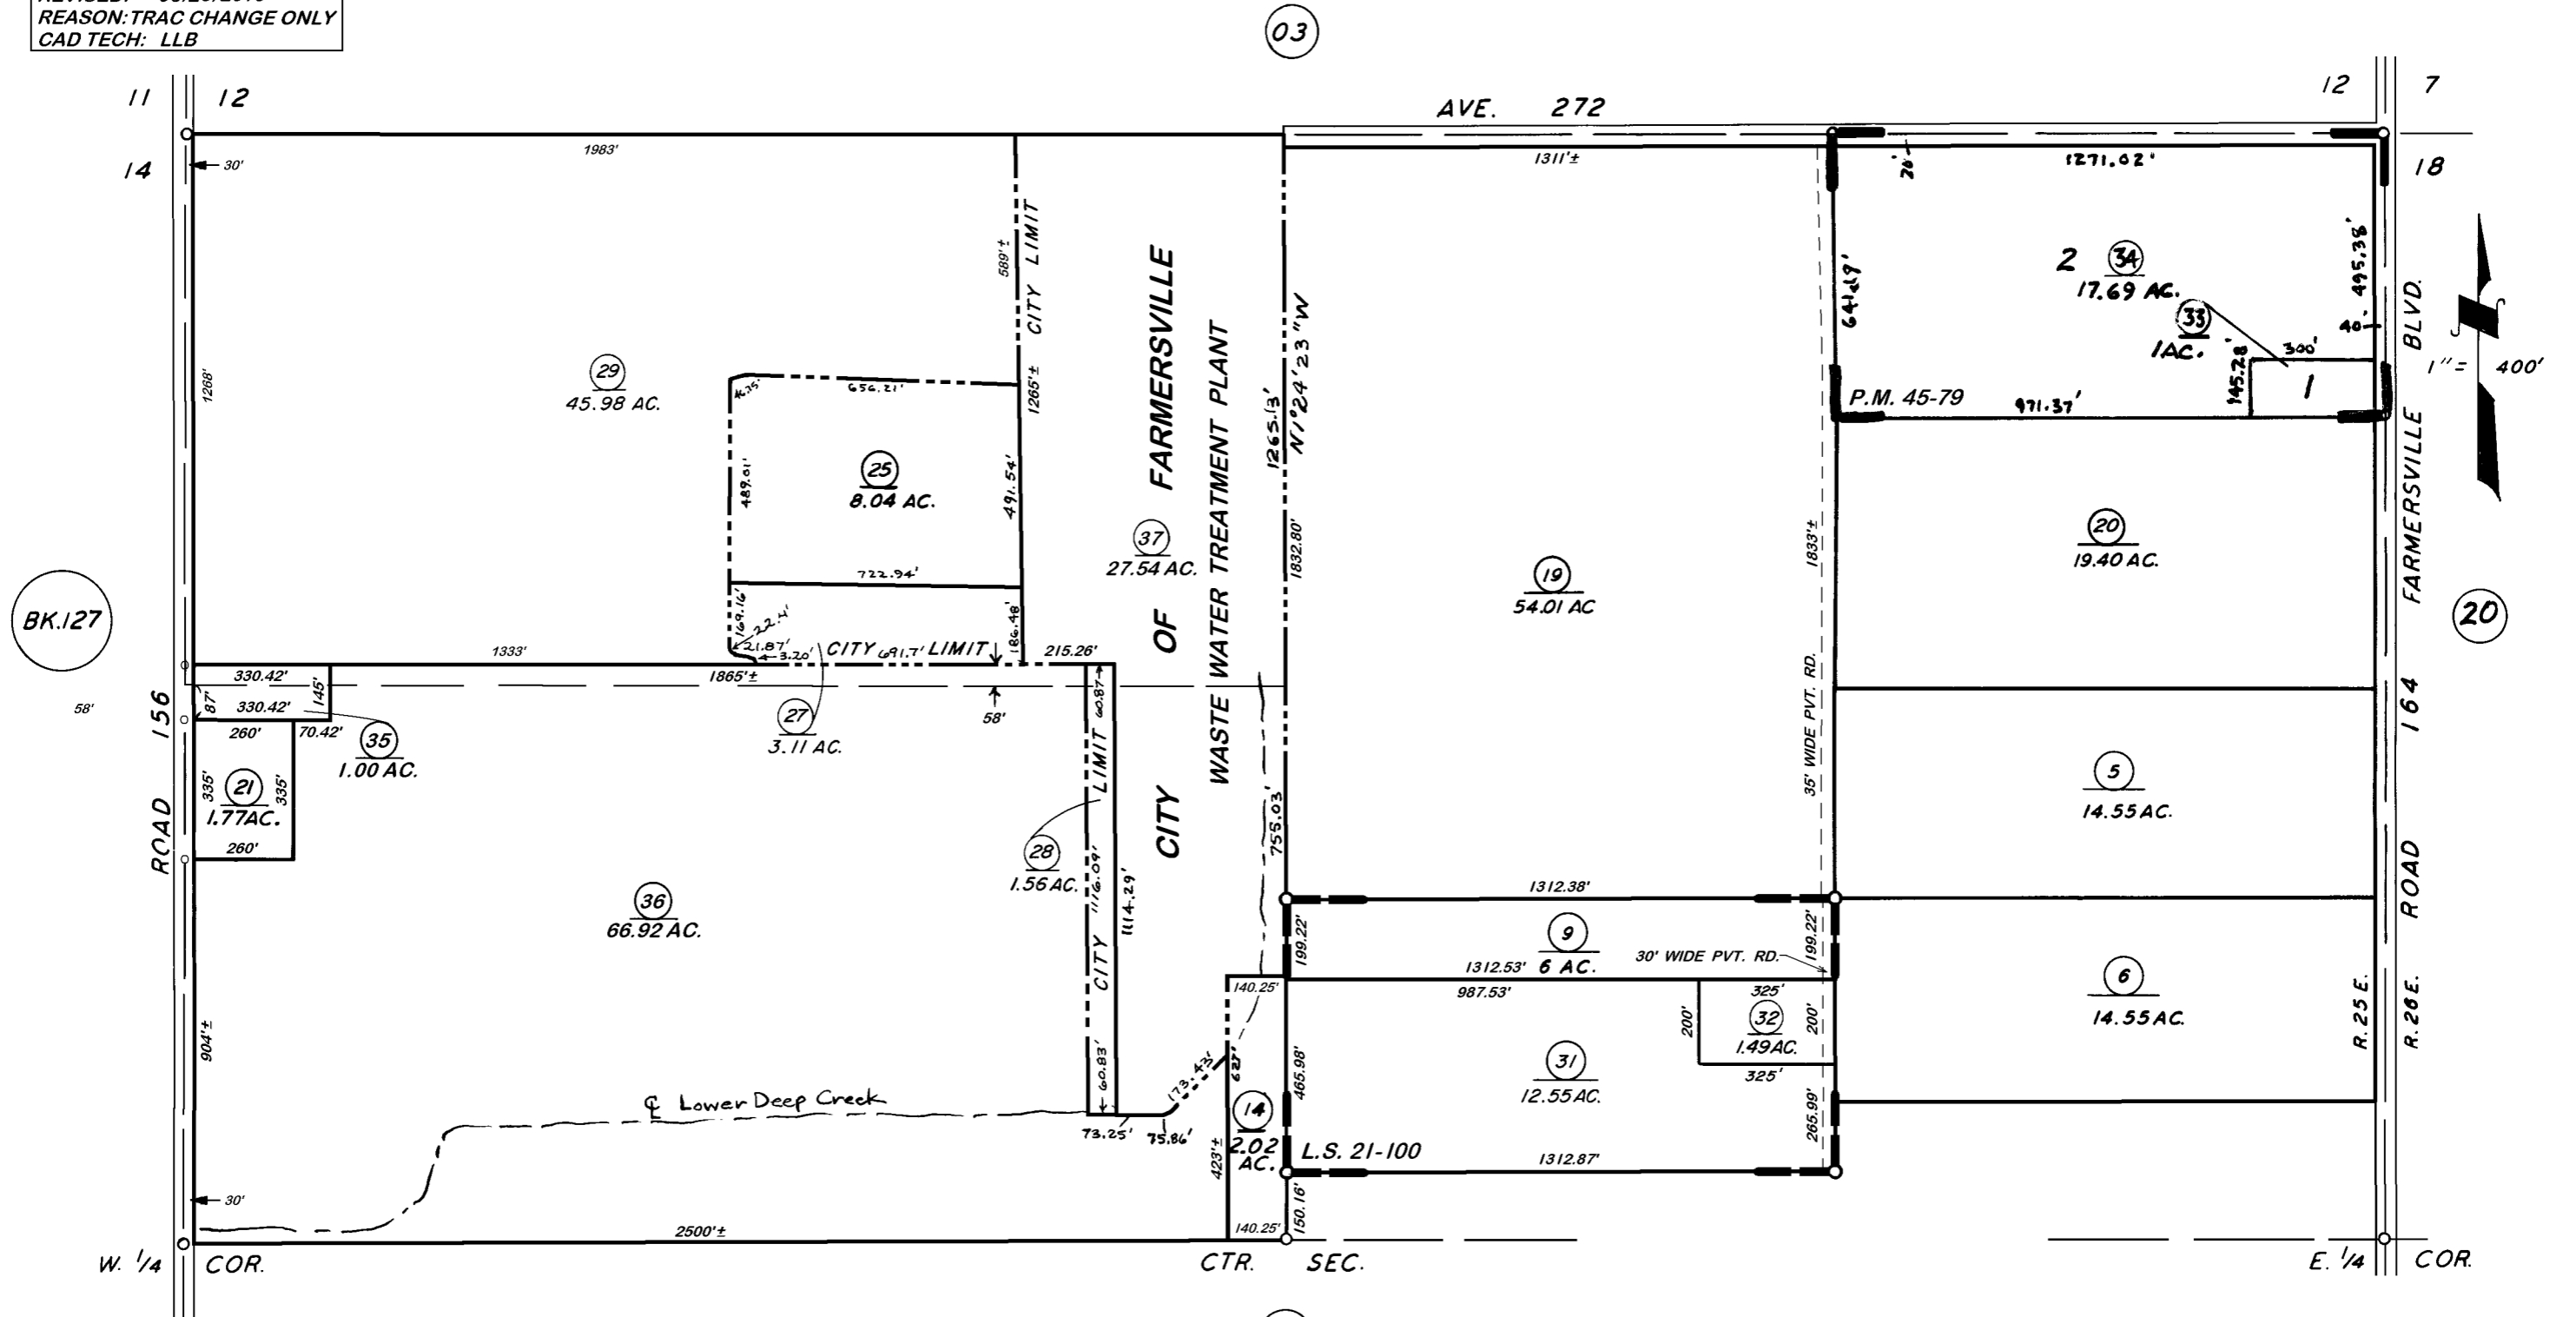 REASON: TRAC CHANGE ONLY
CAD TECH: LLB
03
11 12
12 7
AVE. 272
14
30'
1983'
1311'±
20'
1271.02'
18
589'±
CITY LIMIT
1265'±
CITY OF FARMERSVILLE
WASTE WATER TREATMENT PLANT
1265.13'
N1°24'23"W
2 34
17.69 AC.
33
1AC.
495.38'
40'
300'
145.28'
1
P.M. 45-79
971.37'
1" = 400'
FARMERSVILLE BLVD.
1268'
29
45.98 AC.
656.21'
489.01'
25
8.04 AC.
491.54'
722.94'
37
27.54 AC.
1832.80'
19
54.01 AC
1833'±
35' WIDE PVT. RD.
20
19.40 AC.
20
BK.127
169.16'
22.4'
21.87'
3.20'
CITY 691.7' LIMIT
186.48'
215.26'
1333'
1865'±
330.42'
145'
87'
330.42'
58'
58'
260'
70.42'
35
1.00 AC.
335'
21
1.77AC.
335'
260'
ROAD 156
27
3.11 AC.
60.87
CITY 1116.09' LIMIT
28
1.56 AC.
1114.29'
60.83'
755.03'
5
14.55 AC.
ROAD 164
36
66.92 AC.
1312.38'
199.22'
9
6 AC.
1312.53'
30' WIDE PVT. RD.
199.22'
6
14.55 AC.
R. 25 E.
R. 26 E.
140.25'
987.53'
325'
200'
32
1.49AC.
200'
325'
904'±
173.43'
627'
465.98'
31
12.55 AC.
265.99'
℄ Lower Deep Creek
73.25'
75.86'
14
2.02
AC.
423'±
L.S. 21-100
1312.87'
30'
2500'±
140.25'
150.16'
W. 1/4 COR.
CTR. SEC.
E. 1/4 COR.